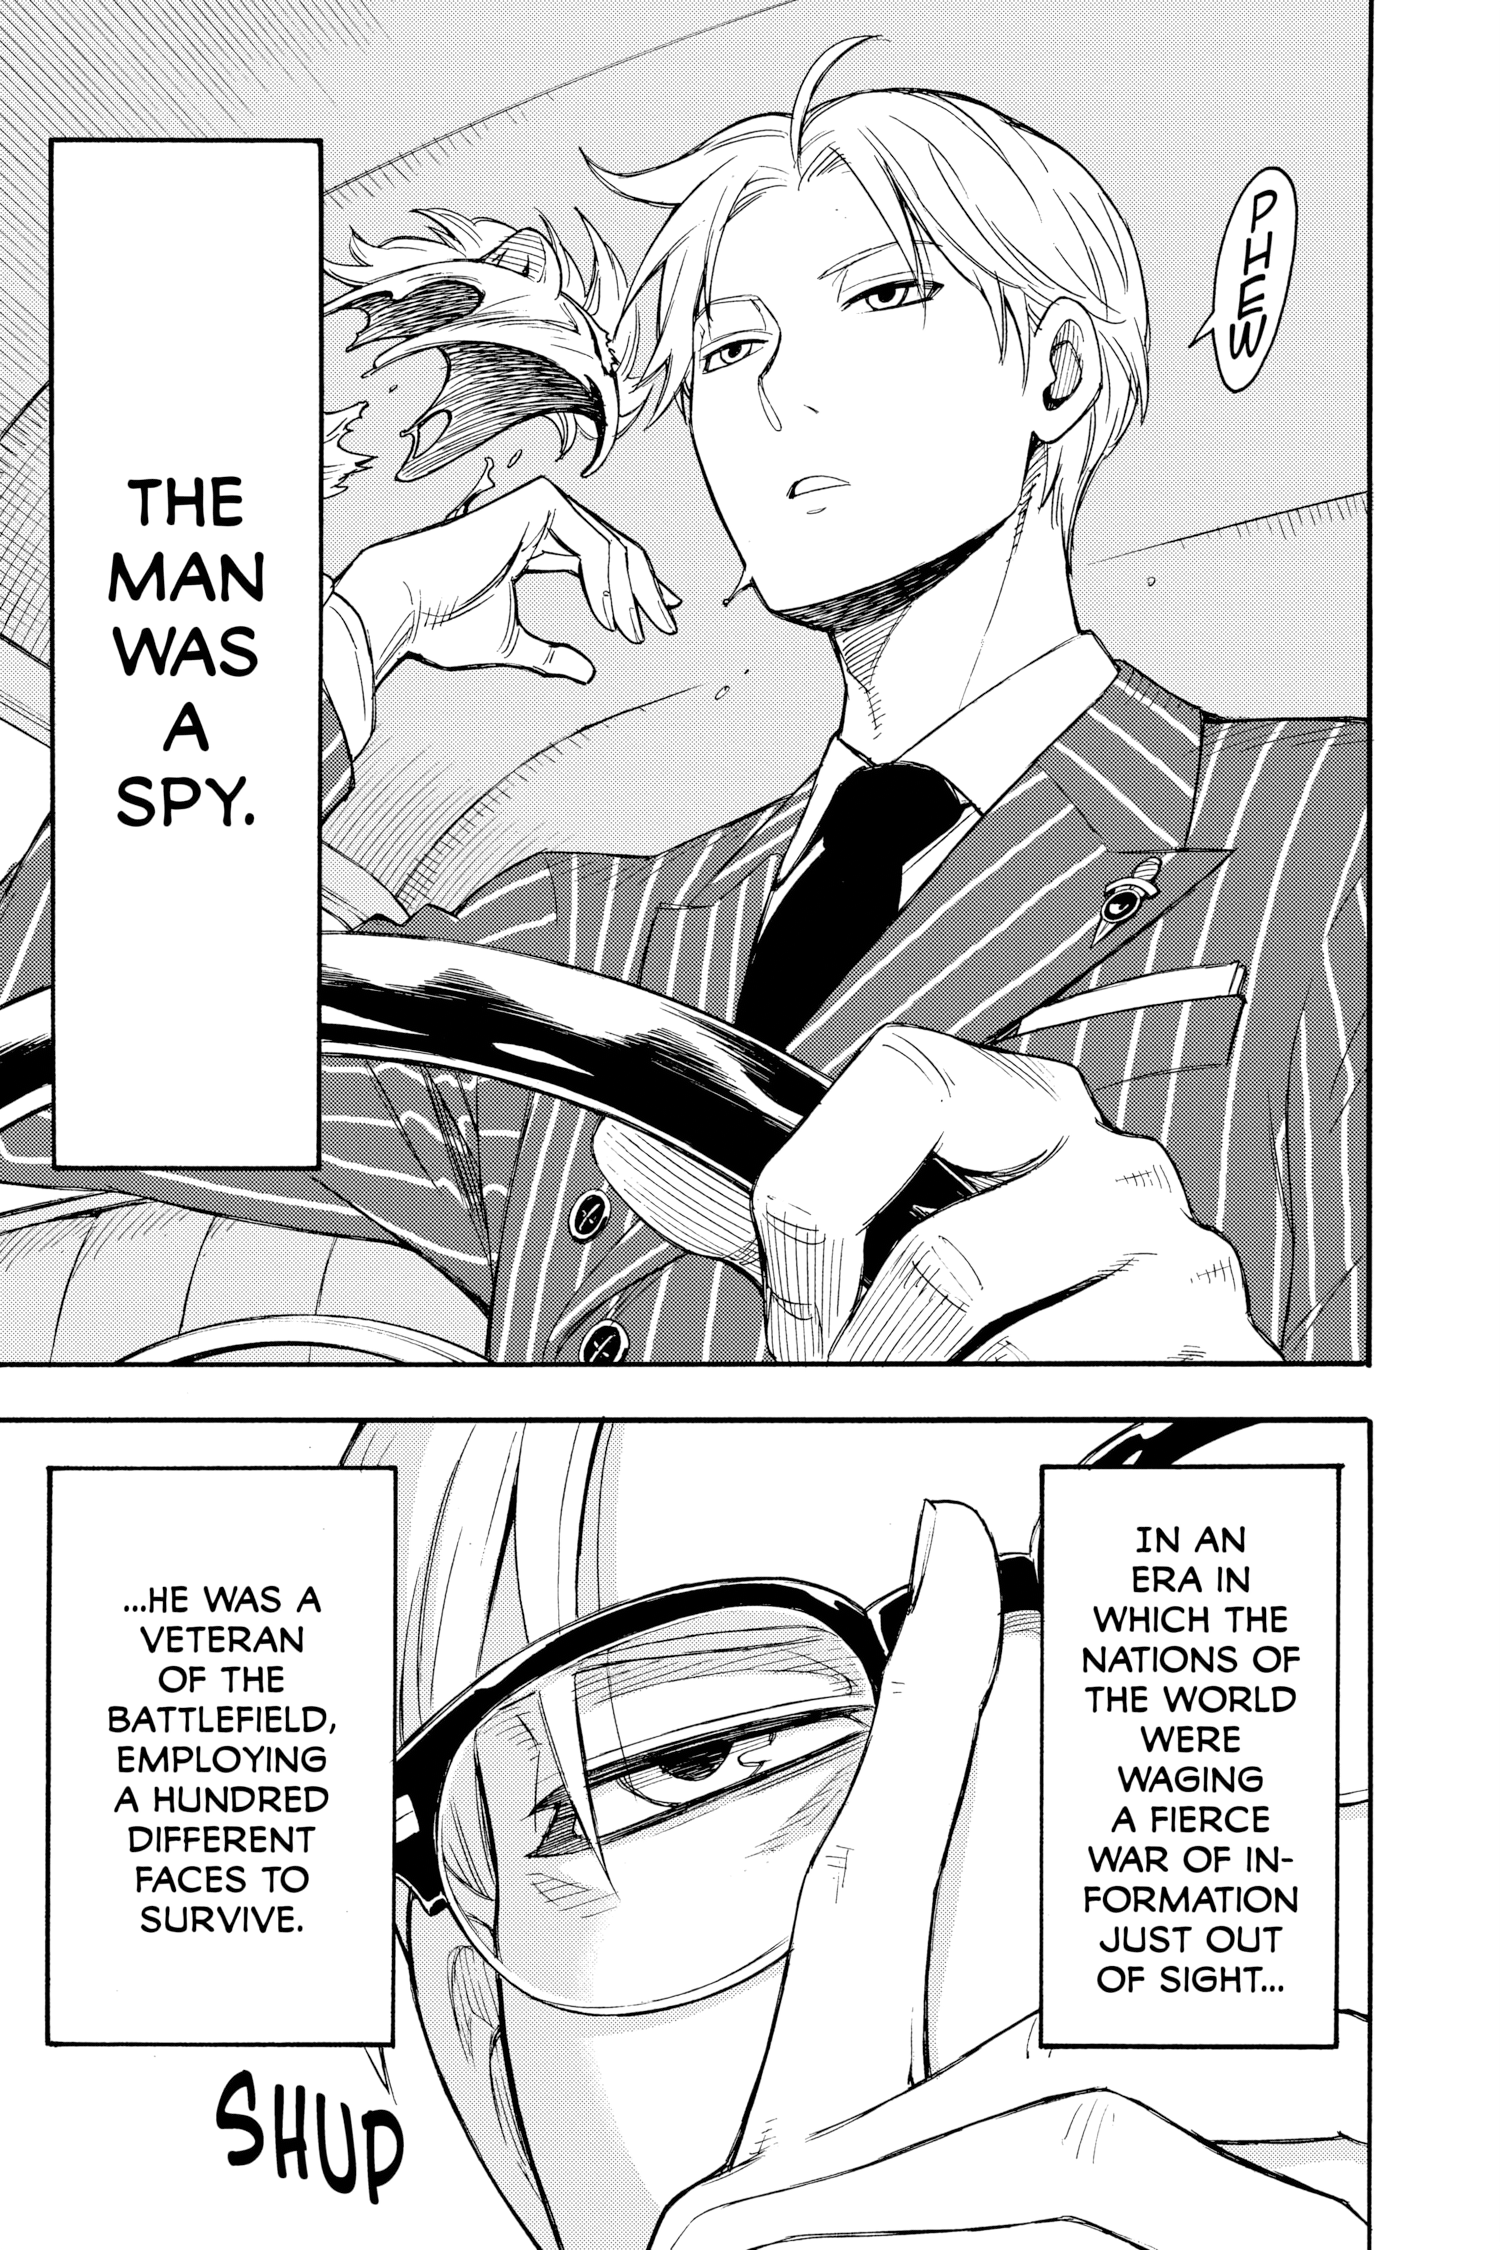 PHEW
THE
MAN
WAS
A
SPY.
IN AN
ERA IN
WHICH THE
NATIONS OF
THE WORLD
WERE
WAGING
A FIERCE
WAR OF IN-
FORMATION
JUST OUT
OF SIGHT...
...HE WAS A
VETERAN
OF THE
BATTLEFIELD,
EMPLOYING
A HUNDRED
DIFFERENT
FACES TO
SURVIVE.
SHUP